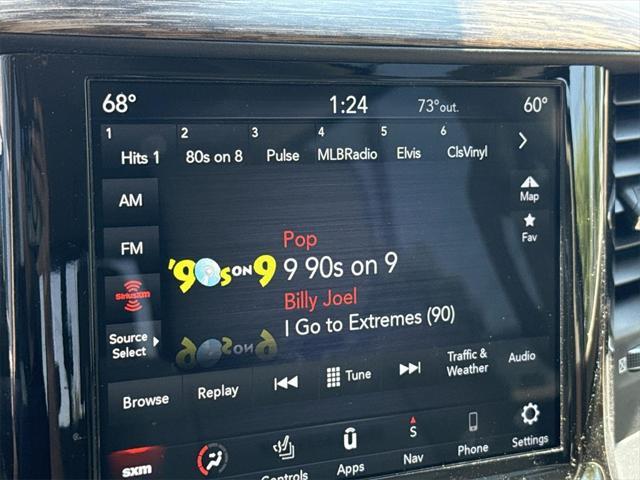 68° 1:24 73°out. 60°
1 2 3 4 5 6
Hits 1 80s on 8 Pulse MLBRadio Elvis ClsVinyl
AM
Map
FM
Fav
Pop
'90s ON 9 9 90s on 9
SiriusXM
Billy Joel
I Go to Extremes (90)
Source
Select
Browse Replay Tune Traffic &
Weather Audio
sxm Controls Apps S
Nav Phone Settings